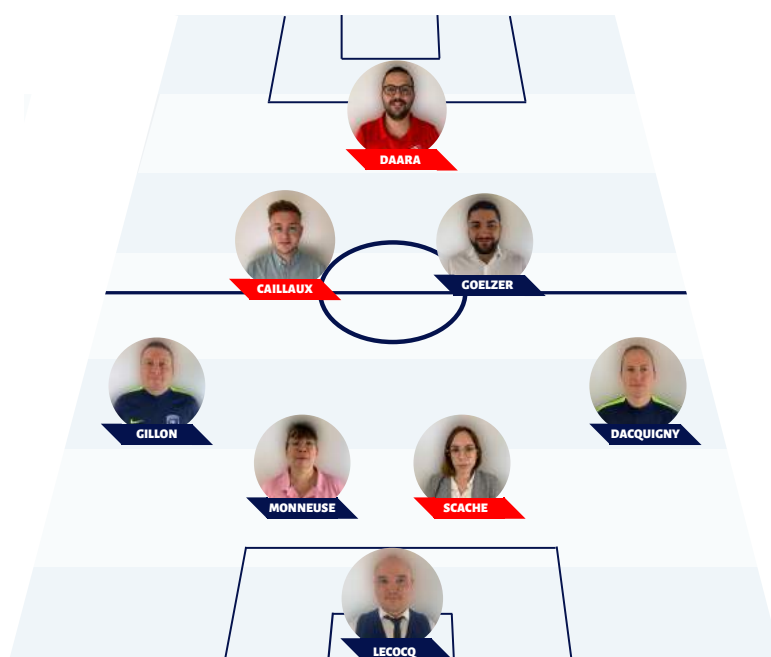 DAARA
CAILLAUX
GOELZER
GILLON
DACQUIGNY
MONNEUSE
SCACHE
LECOCQ